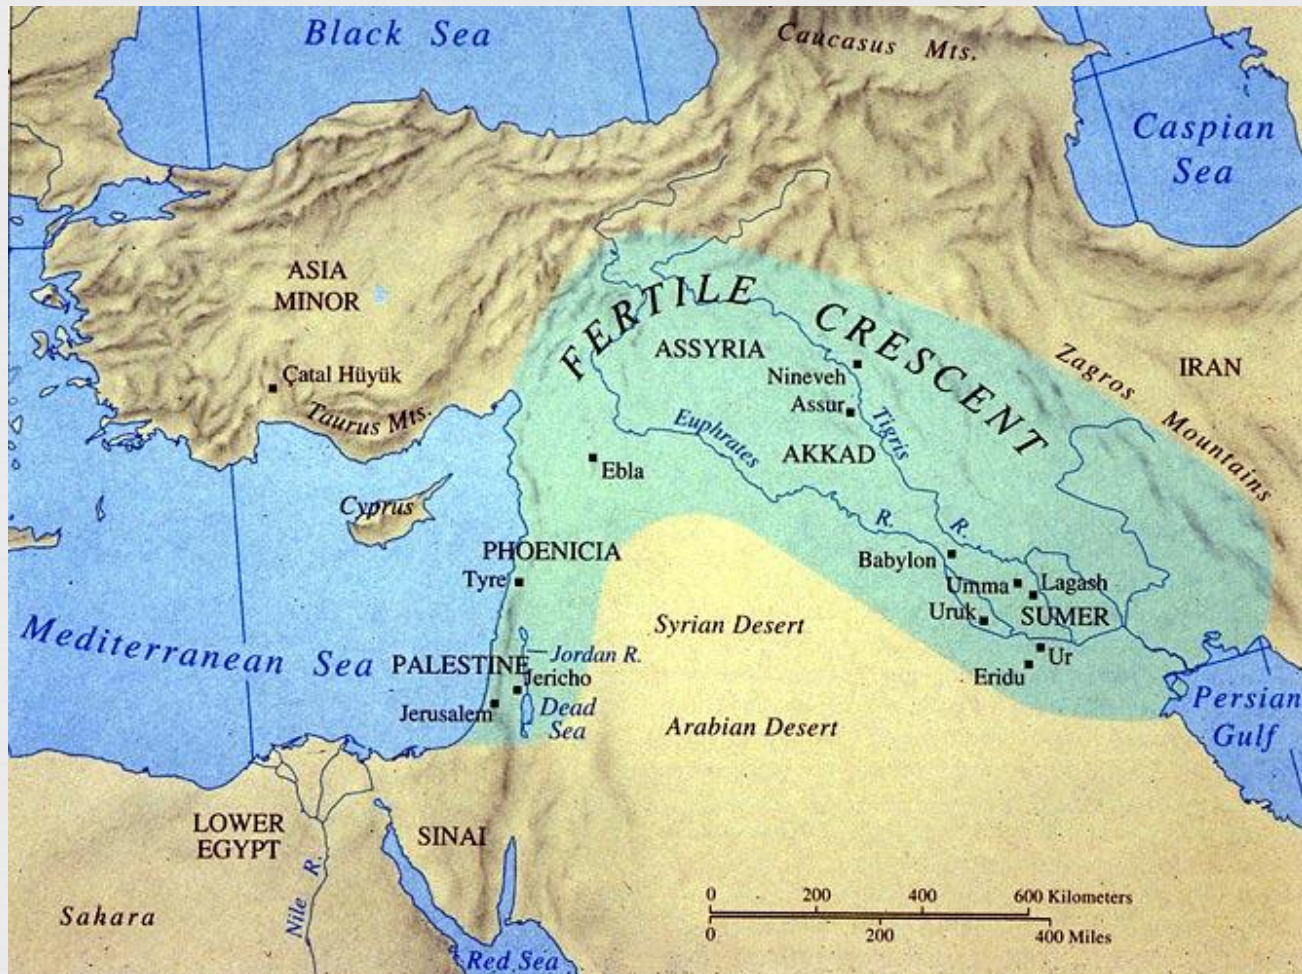 Black Sea
Caucasus Mts.
Caspian
Sea
ASIA
MINOR
FERTILE CRESCENT
ASSYRIA
Zagros Mountains
IRAN
Nineveh
Çatal Hüyük
Assur
Taurus Mts.
Tigris R.
Euphrates R.
AKKAD
Ebla
Cyprus
PHOENICIA
Babylon
Tyre
Umma
Lagash
Uruk
SUMER
Syrian Desert
Mediterranean Sea
PALESTINE
Jordan R.
Ur
Jericho
Eridu
Jerusalem
Dead
Sea
Persian
Gulf
Arabian Desert
LOWER
EGYPT
SINAI
Nile R.
Sahara
Red Sea
0 200 400 600 Kilometers
0 200 400 Miles